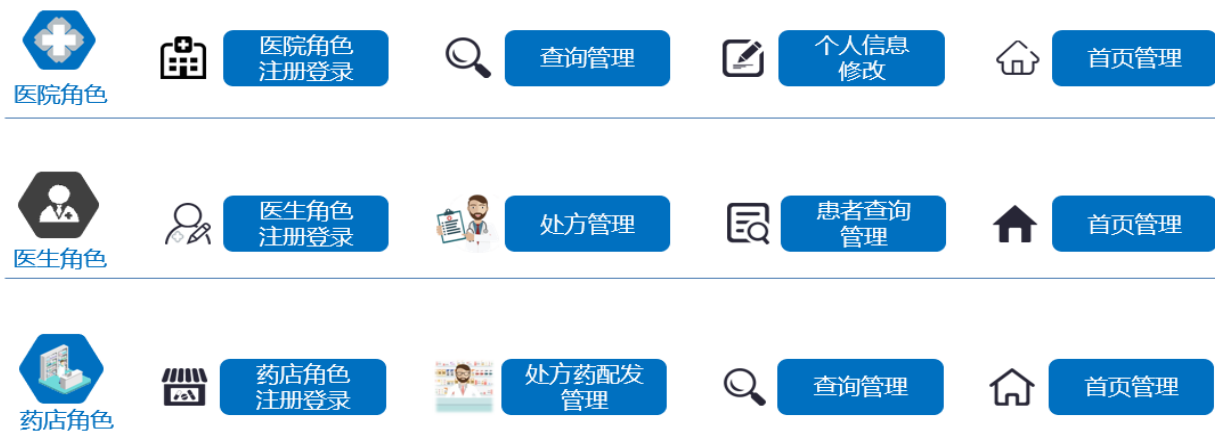 医院角色
注册登录
查询管理
个人信息
修改
首页管理
医院角色
医生角色
注册登录
处方管理
患者查询
管理
首页管理
医生角色
药店角色
注册登录
处方药配发
管理
查询管理
首页管理
药店角色